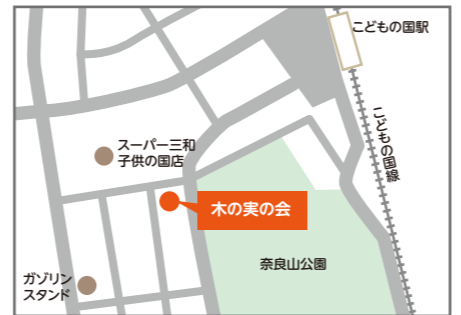 こどもの国駅
こどもの国線
スーパー三和
子供の国店
木の実の会
奈良山公園
ガソリン
スタンド